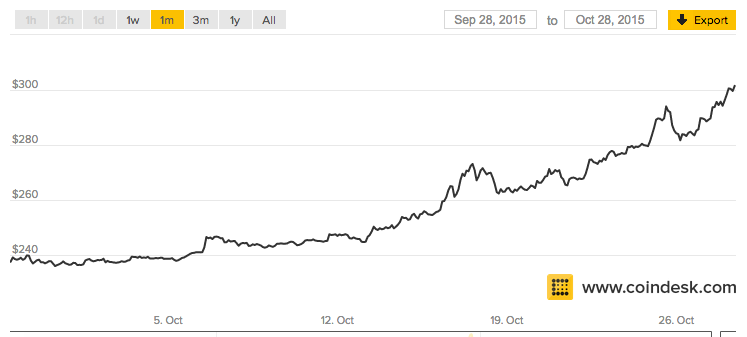 1h 12h 1d 1w 1m 3m 1y All Sep 28, 2015 to Oct 28, 2015 Export
$300
$280
$260
$240
www.coindesk.com
5. Oct 12. Oct 19. Oct 26. Oct